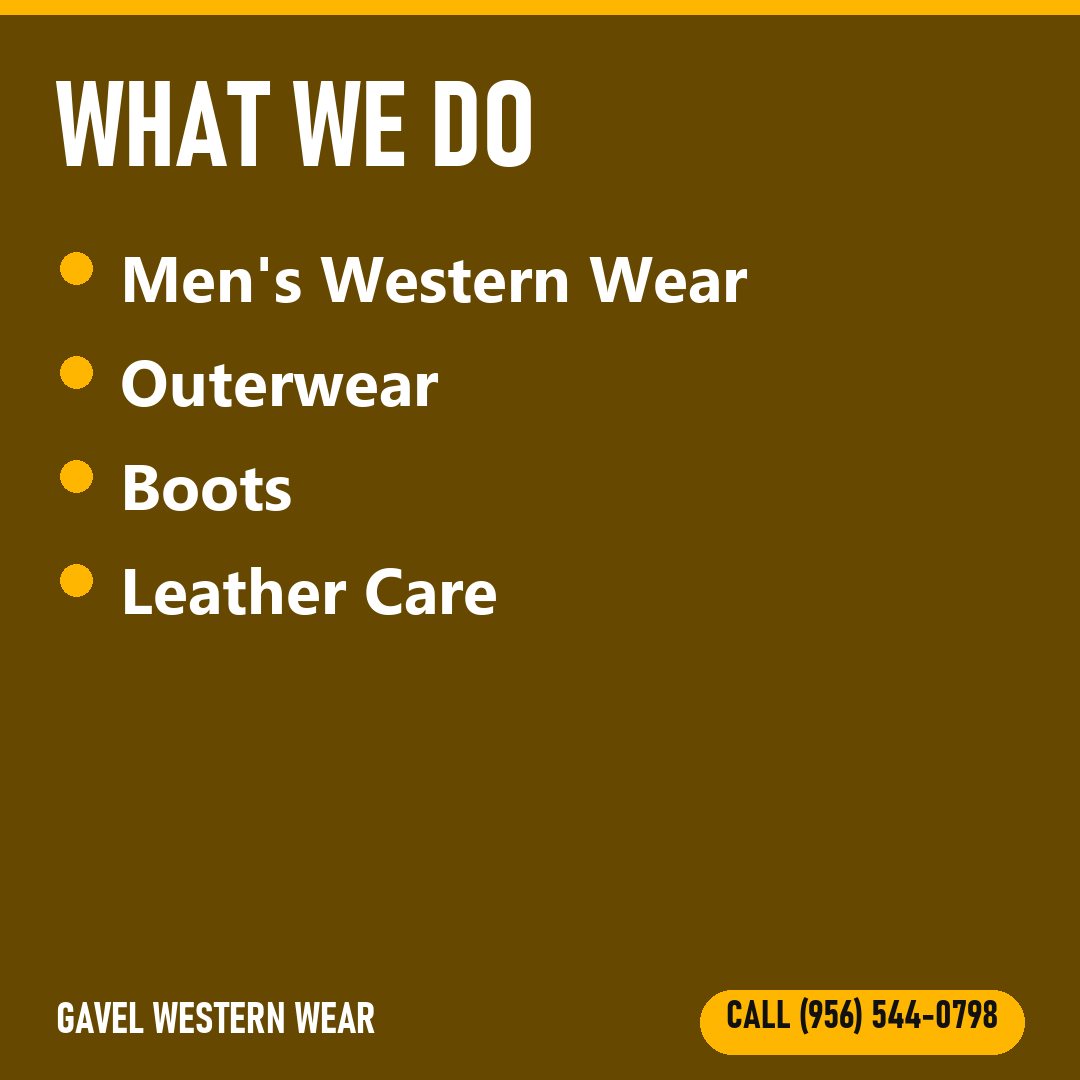 WHAT WE DO
Men's Western Wear
Outerwear
Boots
Leather Care
GAVEL WESTERN WEAR
CALL (956) 544-0798